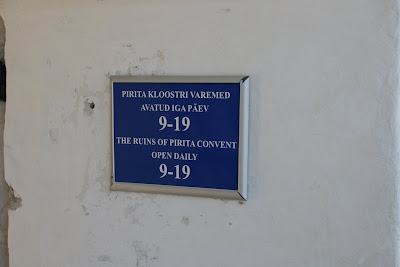 PIRITA KLOOSTRI VAREMED
AVATUD IGA PÄEV
9-19
THE RUINS OF PIRITA CONVENT
OPEN DAILY
9-19